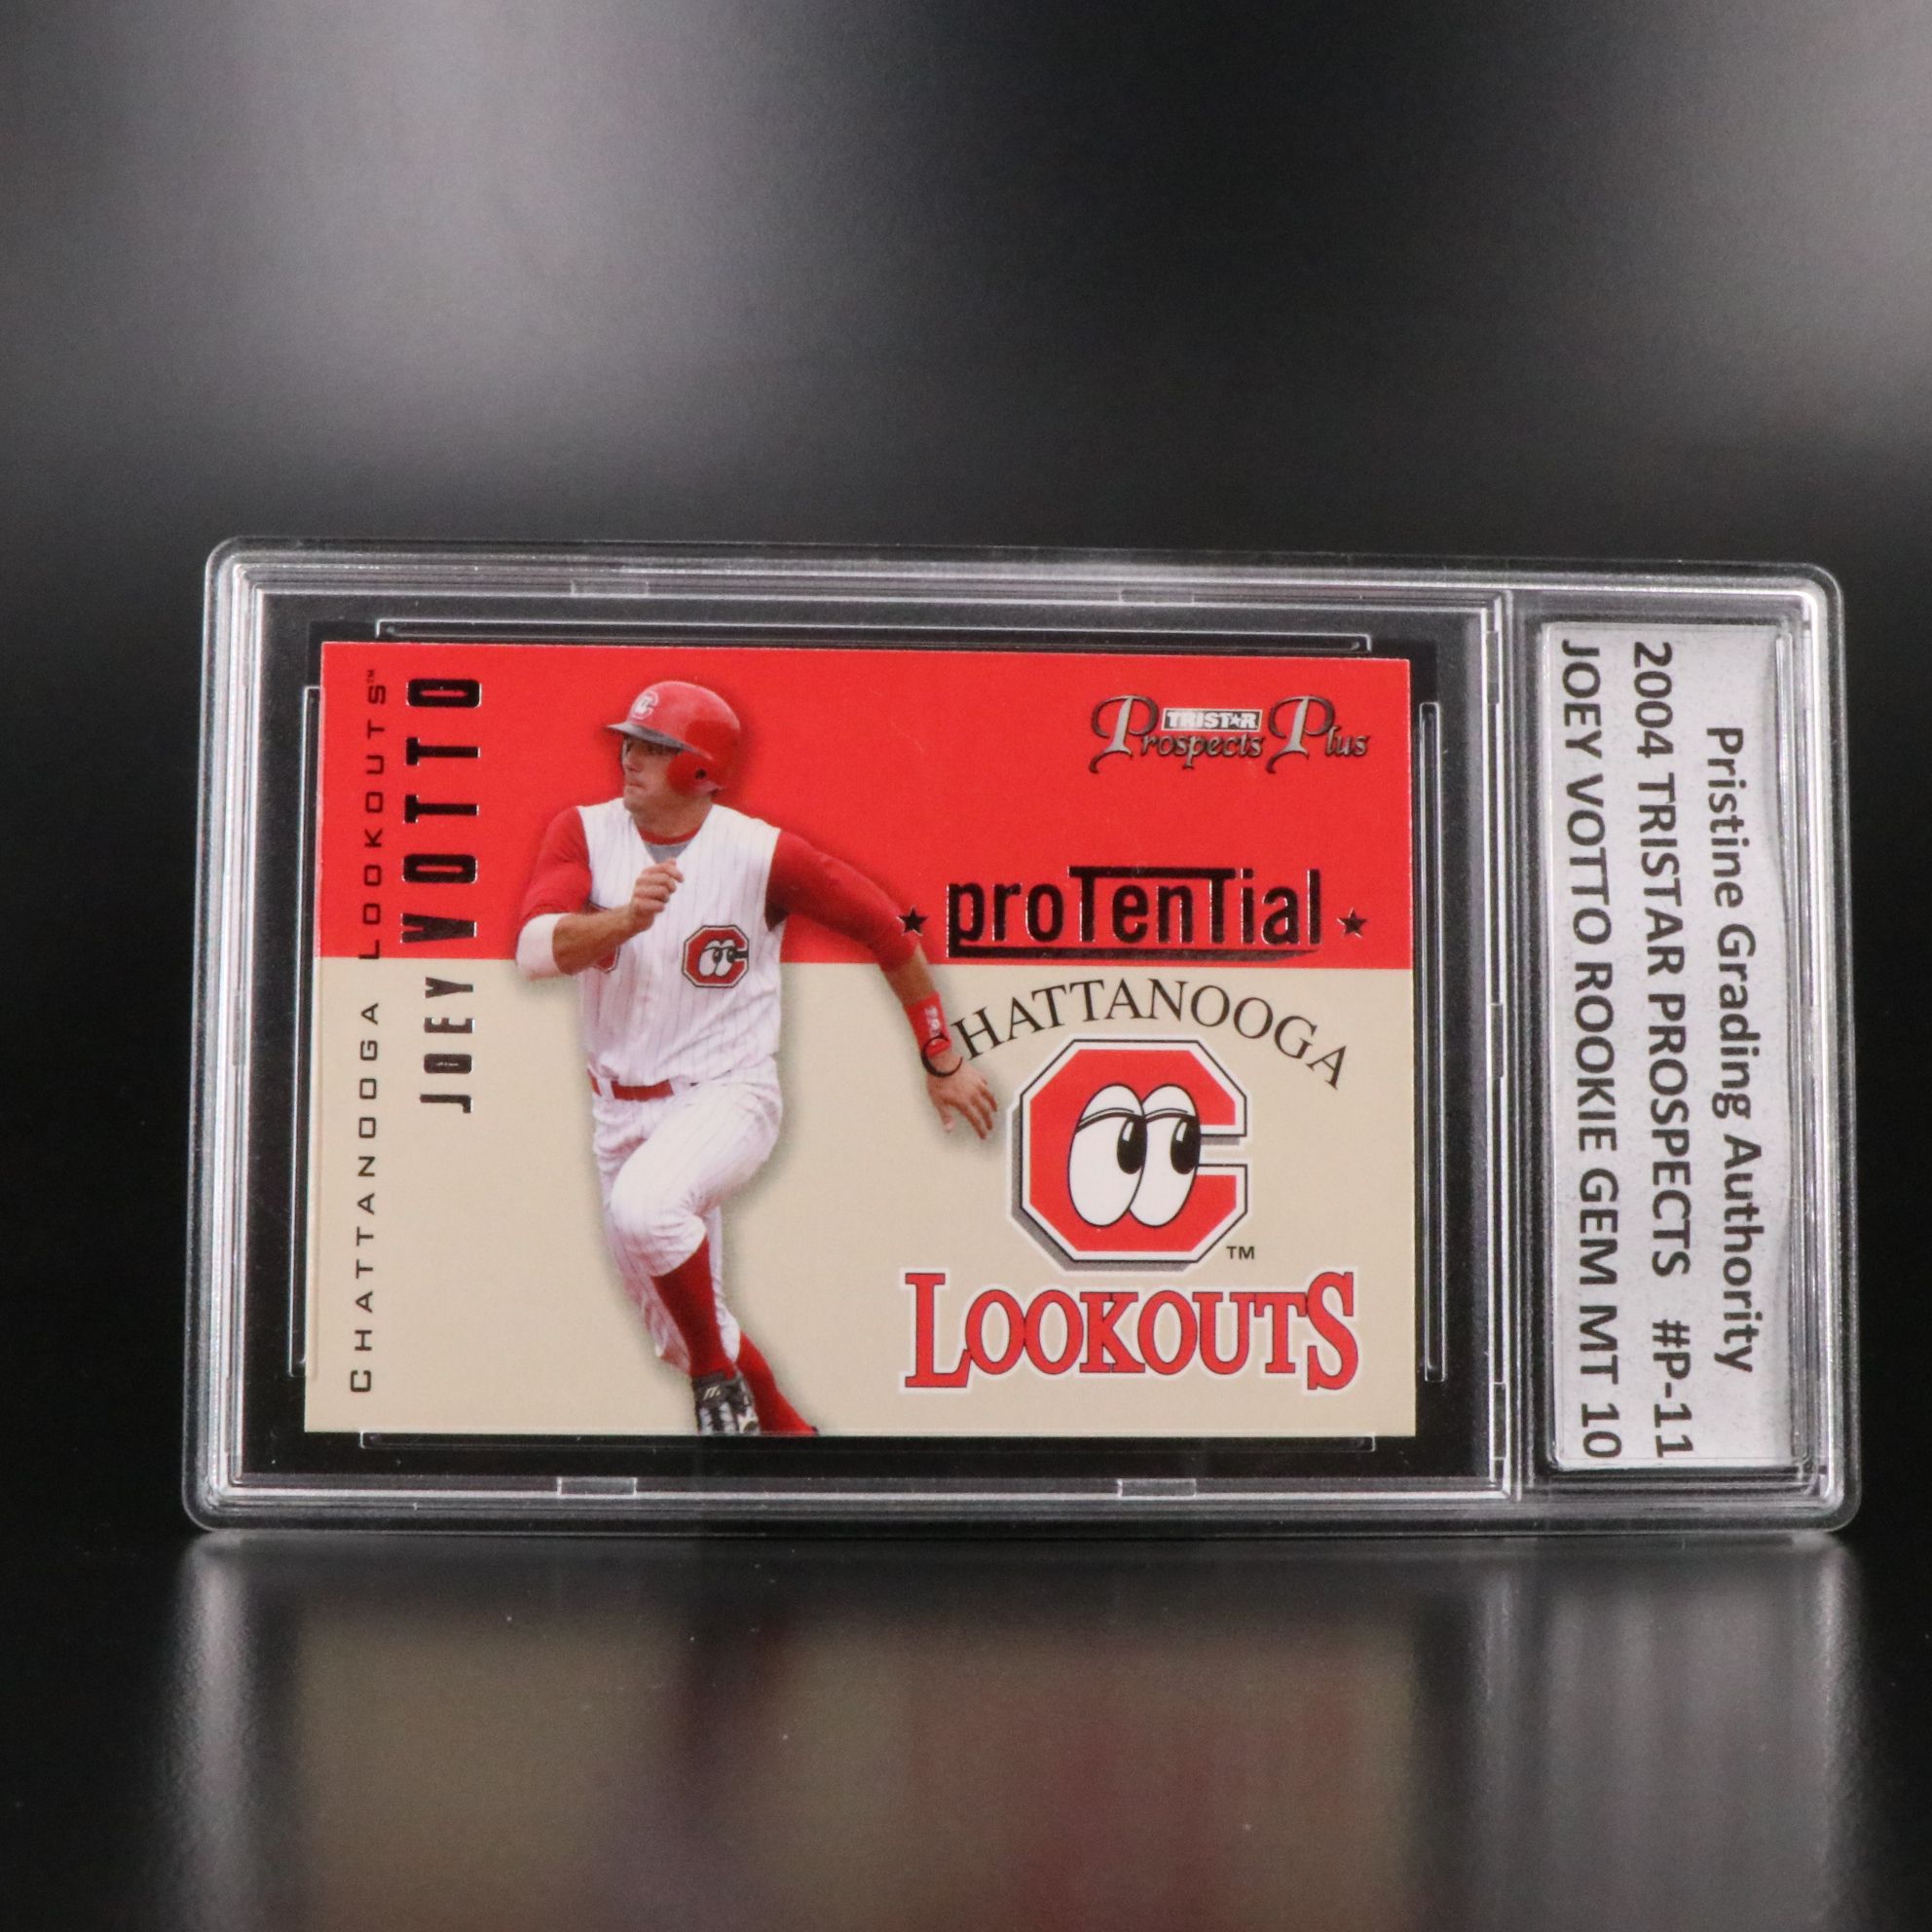 CHATTANOOGA LOOKOUTS™
JOEY VOTTO
C
TRISTAR
Prospects Plus
★ proTenTial ★
C
CHATTANOOGA
C
TM
LOOKOUTS
Pristine Grading Authority
2004 TRISTAR PROSPECTS #P-11
JOEY VOTTO ROOKIE GEM MT 10